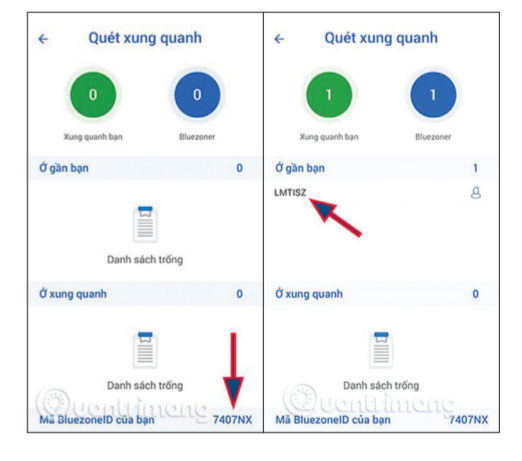 Quét xung quanh
0
0
Xung quanh bạn
Bluezoner
Ở gần bạn 0
Danh sách trống
Ở xung quanh 0
Danh sách trống
Quantrimang
Mã BluezoneID của bạn 7407NX
Quét xung quanh
1
1
Xung quanh bạn
Bluezoner
Ở gần bạn 1
LMTISZ
Ở xung quanh 0
Danh sách trống
Quantrimang
Mã BluezoneID của bạn 7407NX